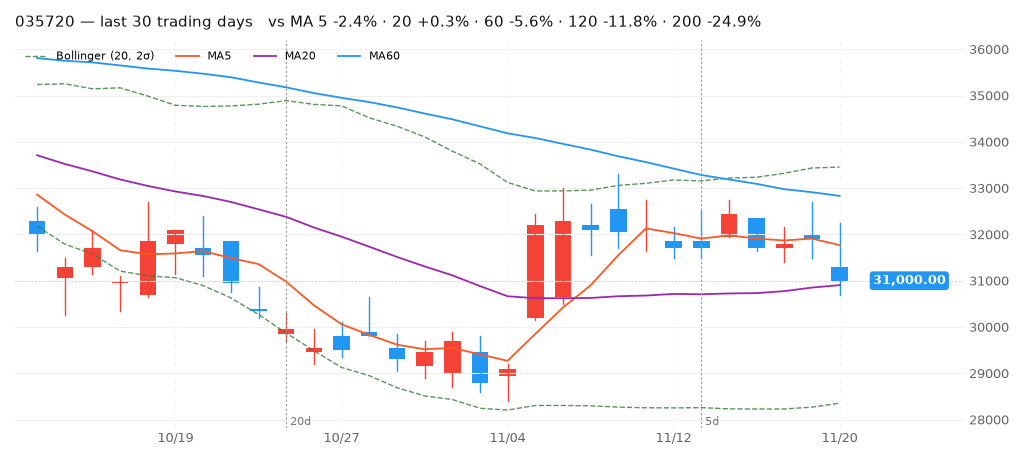 035720 — last 30 trading days   vs MA 5 -2.4% · 20 +0.3% · 60 -5.6% · 120 -11.8% · 200 -24.9%
Bollinger (20, 2σ)   MA5   MA20   MA60
36000
35000
34000
33000
32000
31000
31,000.00
30000
29000
28000
20d   5d
10/19   10/27   11/04   11/12   11/20